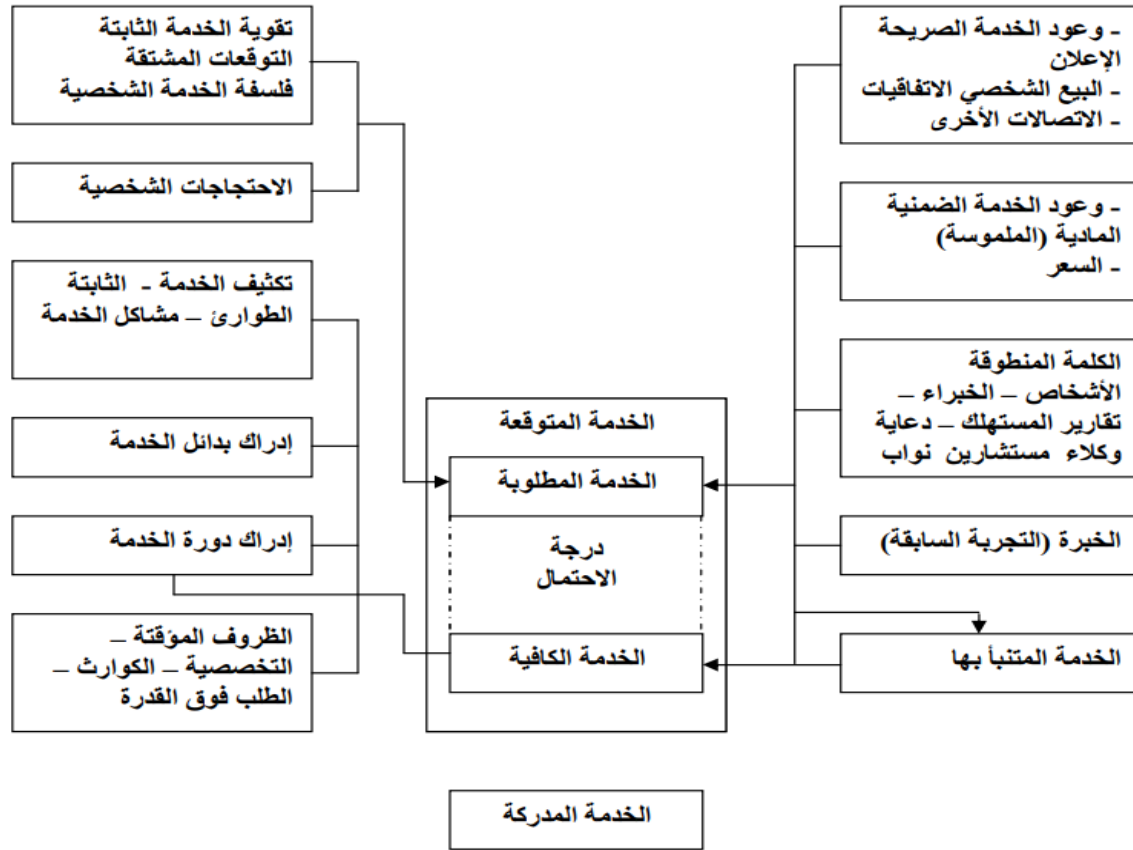 - وعود الخدمة الصريحة
الإعلان
- البيع الشخصي الاتفاقيات
- الاتصالات الأخرى
- وعود الخدمة الضمنية
المادية (الملموسة)
- السعر
الكلمة المنطوقة
الأشخاص – الخبراء –
تقارير المستهلك – دعاية
وكلاء مستشارين نواب
الخبرة (التجربة السابقة)
الخدمة المتنبأ بها
الخدمة المتوقعة
الخدمة المطلوبة
درجة
الاحتمال
الخدمة الكافية
الخدمة المدركة
تقوية الخدمة الثابتة
التوقعات المشتقة
فلسفة الخدمة الشخصية
الاحتجاجات الشخصية
تكثيف الخدمة - الثابتة
الطوارئ – مشاكل الخدمة
إدراك بدائل الخدمة
إدراك دورة الخدمة
الظروف المؤقتة –
التخصصية – الكوارث –
الطلب فوق القدرة